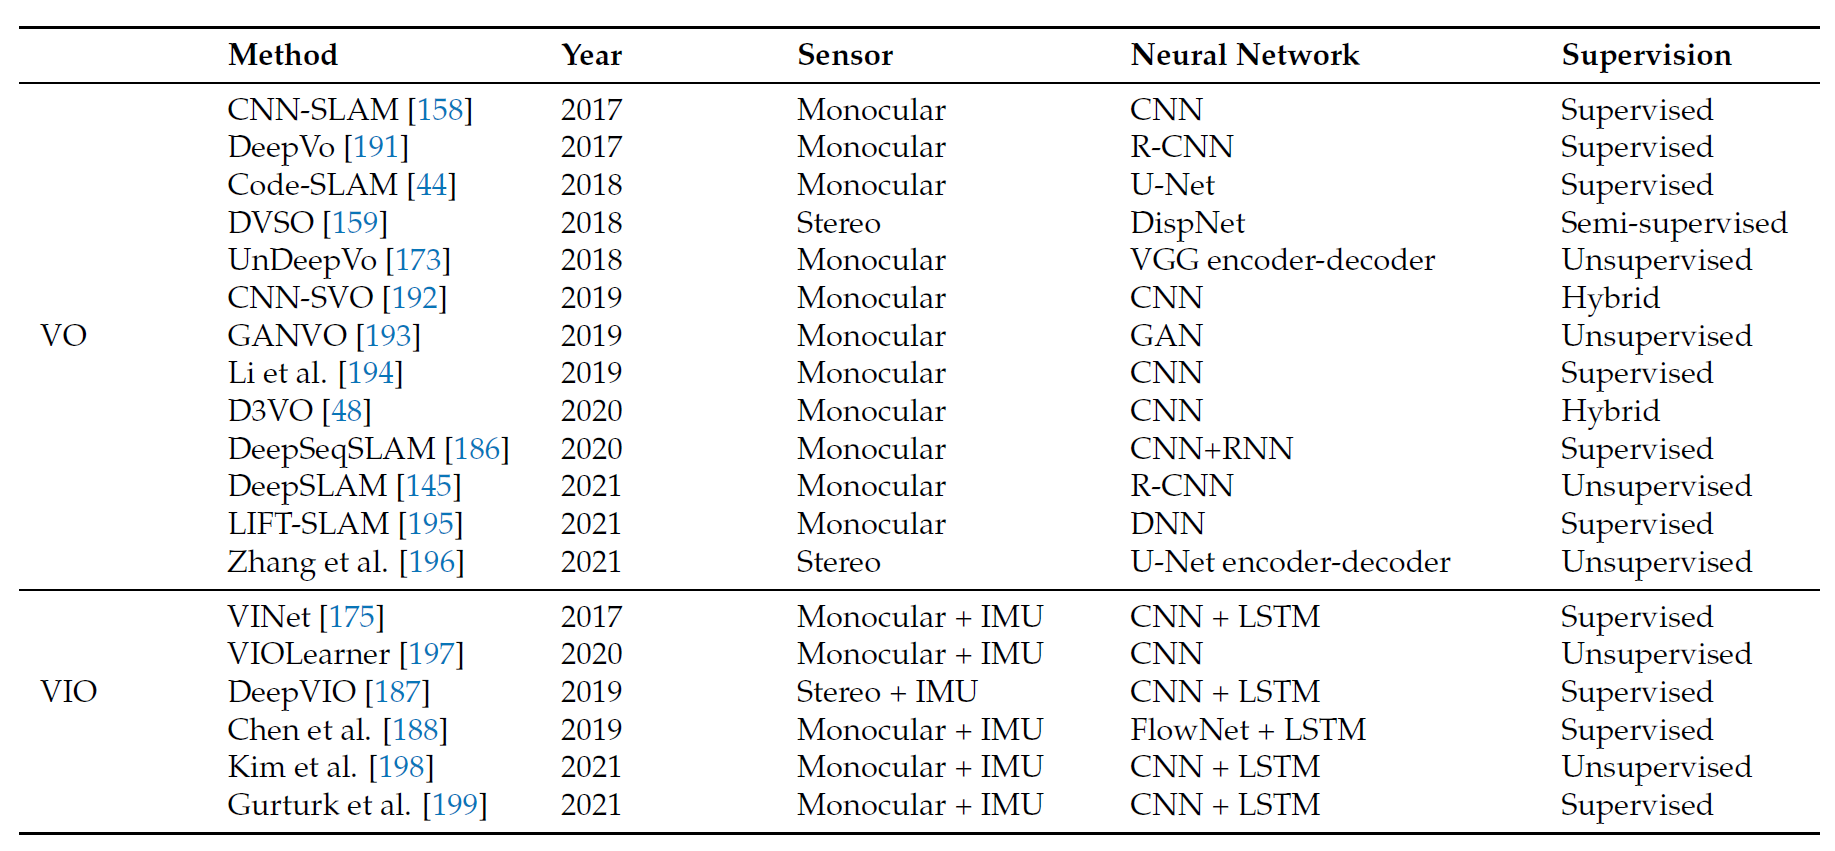 Method Year Sensor Neural Network Supervision
CNN-SLAM [158] 2017 Monocular CNN Supervised
DeepVo [191] 2017 Monocular R-CNN Supervised
Code-SLAM [44] 2018 Monocular U-Net Supervised
DVSO [159] 2018 Stereo DispNet Semi-supervised
UnDeepVo [173] 2018 Monocular VGG encoder-decoder Unsupervised
CNN-SVO [192] 2019 Monocular CNN Hybrid
VO GANVO [193] 2019 Monocular GAN Unsupervised
Li et al. [194] 2019 Monocular CNN Supervised
D3VO [48] 2020 Monocular CNN Hybrid
DeepSeqSLAM [186] 2020 Monocular CNN+RNN Supervised
DeepSLAM [145] 2021 Monocular R-CNN Unsupervised
LIFT-SLAM [195] 2021 Monocular DNN Supervised
Zhang et al. [196] 2021 Stereo U-Net encoder-decoder Unsupervised
VINet [175] 2017 Monocular + IMU CNN + LSTM Supervised
VIOLearner [197] 2020 Monocular + IMU CNN Unsupervised
VIO DeepVIO [187] 2019 Stereo + IMU CNN + LSTM Supervised
Chen et al. [188] 2019 Monocular + IMU FlowNet + LSTM Supervised
Kim et al. [198] 2021 Monocular + IMU CNN + LSTM Unsupervised
Gurturk et al. [199] 2021 Monocular + IMU CNN + LSTM Supervised